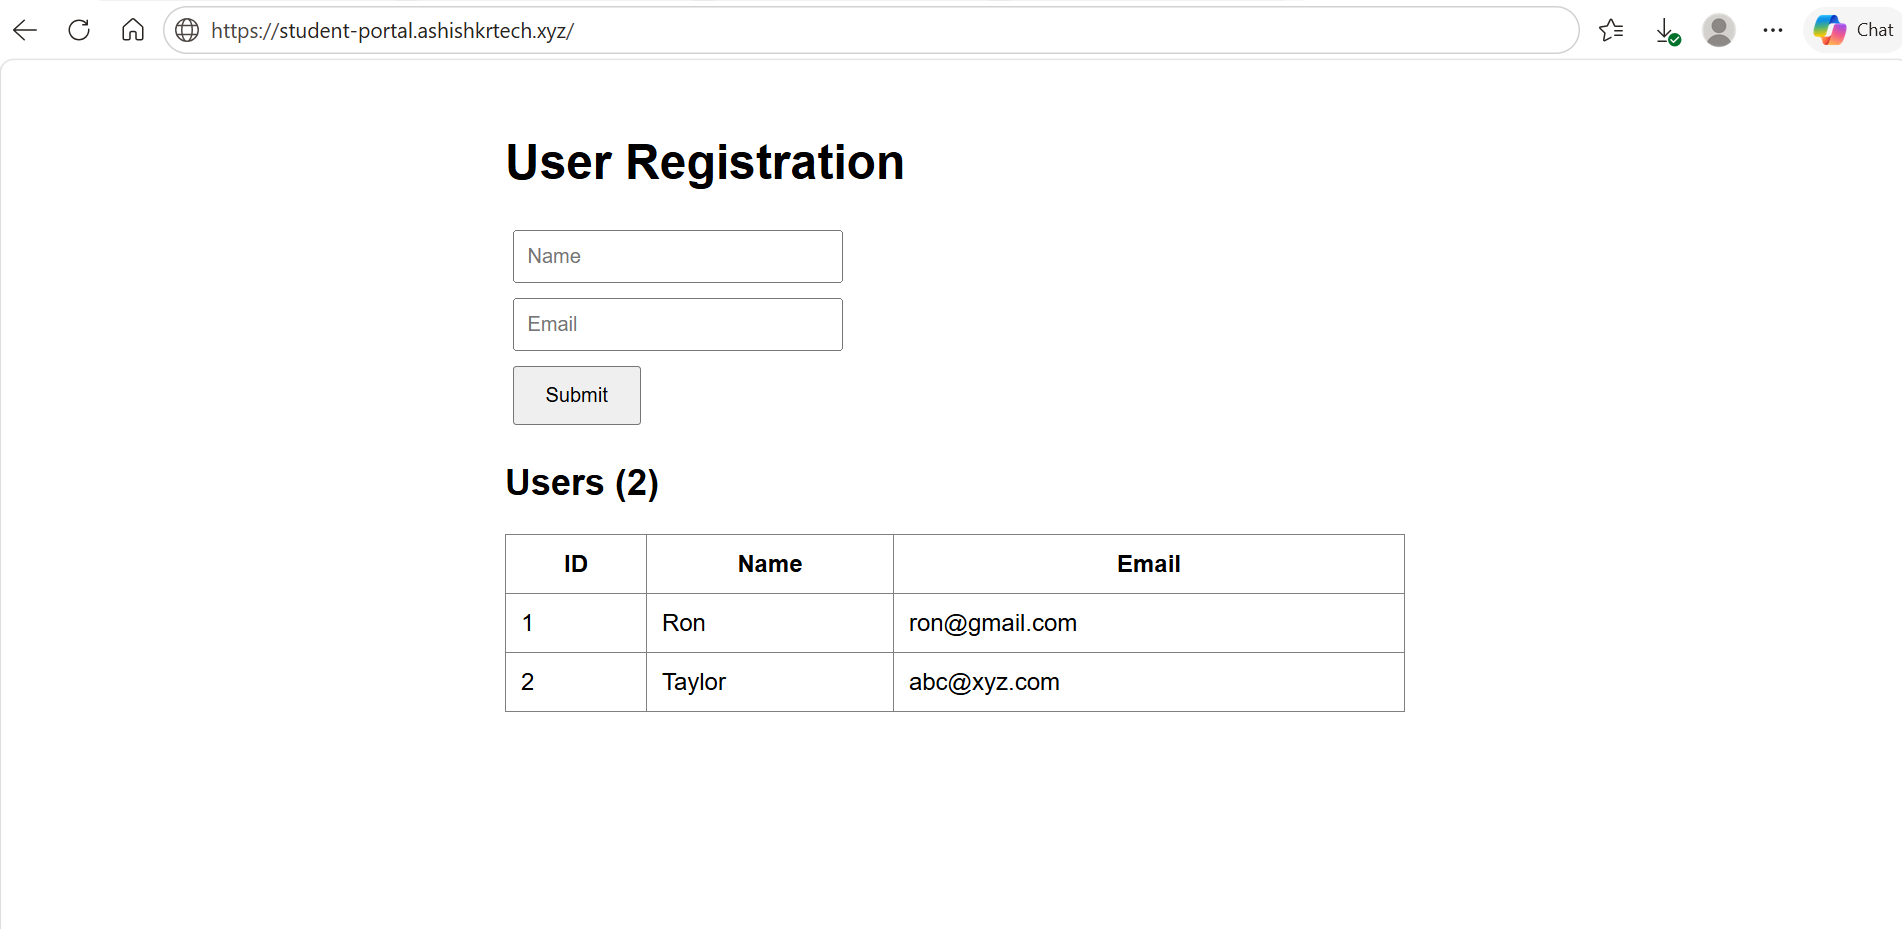 https://student-portal.ashishkrtech.xyz/
Chat
User Registration
Name
Email
Submit
Users (2)
ID Name Email
1 Ron ron@gmail.com
2 Taylor abc@xyz.com